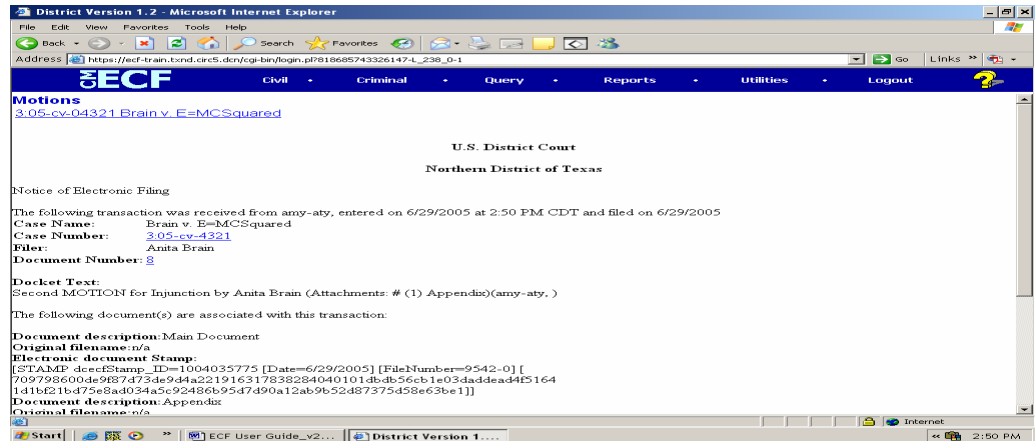 District Version 1.2 - Microsoft Internet Explorer
File Edit View Favorites Tools Help
Back Search Favorites
Address https://ecf-train.txnd.circ5.dcn/cgi-bin/login.pl?818685743326147-L_238_0-1 Go Links »
ECF Civil Criminal Query Reports Utilities Logout ?
Motions
3:05-cv-04321 Brain v. E=MCSquared
U.S. District Court
Northern District of Texas
Notice of Electronic Filing
The following transaction was received from amy-aty, entered on 6/29/2005 at 2:50 PM CDT and filed on 6/29/2005
Case Name: Brain v. E=MCSquared
Case Number: 3:05-cv-4321
Filer: Anita Brain
Document Number: 8
Docket Text:
Second MOTION for Injunction by Anita Brain (Attachments: # (1) Appendix)(amy-aty, )
The following document(s) are associated with this transaction:
Document description:Main Document
Original filename:n/a
Electronic document Stamp:
[STAMP dcecfStamp_ID=1004035775 [Date=6/29/2005] [FileNumber=9542-0] [
709798600de9f87d73de9d4a221916317838284040101dbdb56cb1e03daddead4f5164
1d1bf21bd75e8ad034a5c92486b95d7d90a12ab9b52d87375d58e63be1]]
Document description:Appendix
Original filename:n/a
Internet
Start » ECF User Guide_v2... District Version 1.... « 2:50 PM